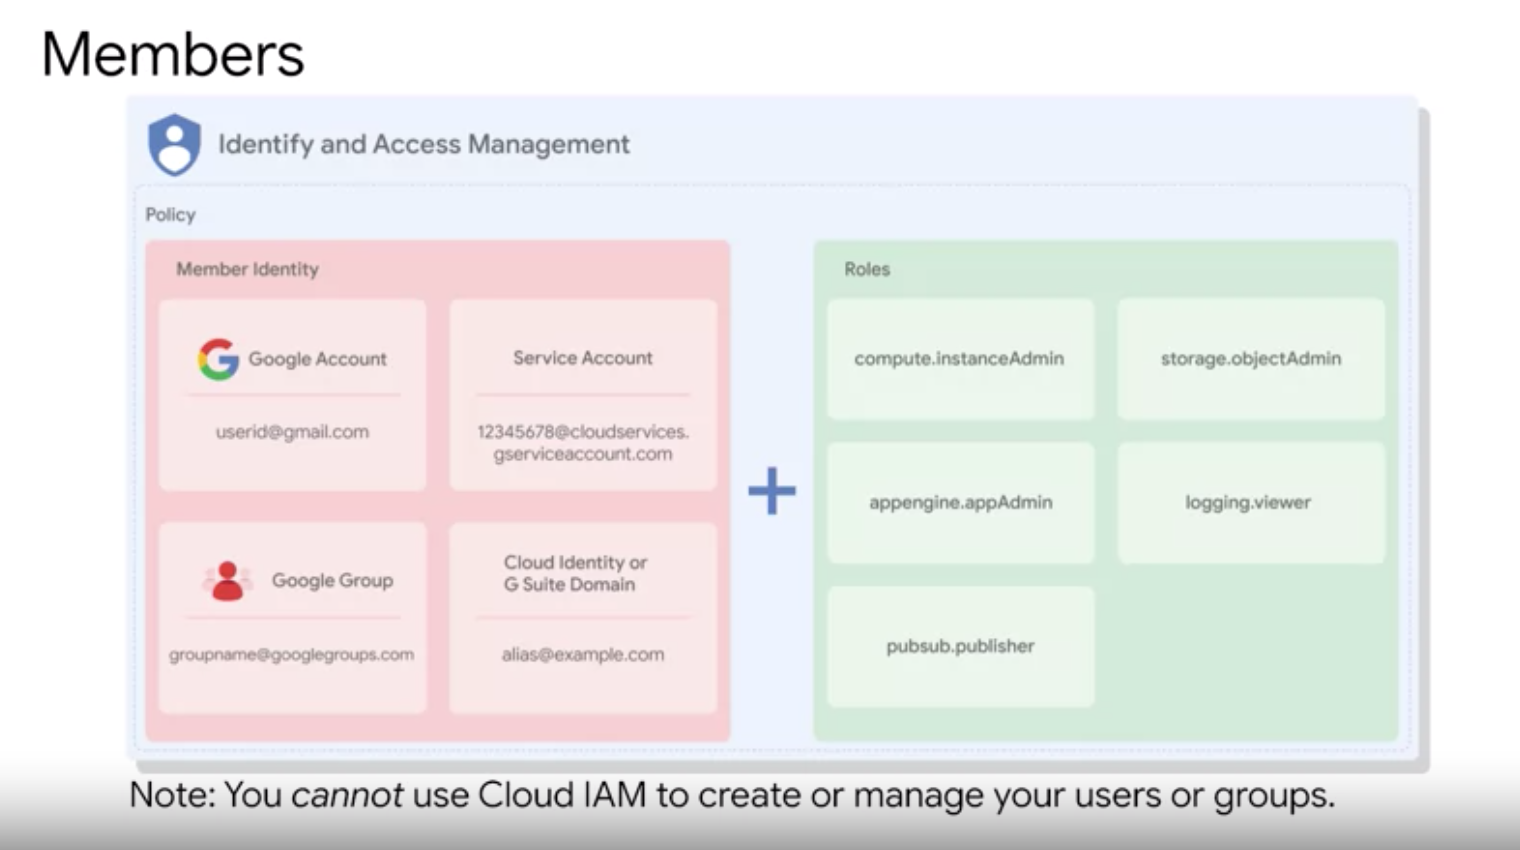 Members
Identify and Access Management
Policy
Member Identity
Google Account
userid@gmail.com
Service Account
12345678@cloudservices.
gserviceaccount.com
Google Group
groupname@googlegroups.com
Cloud Identity or
G Suite Domain
alias@example.com
Roles
compute.instanceAdmin
storage.objectAdmin
appengine.appAdmin
logging.viewer
pubsub.publisher
Note: You cannot use Cloud IAM to create or manage your users or groups.